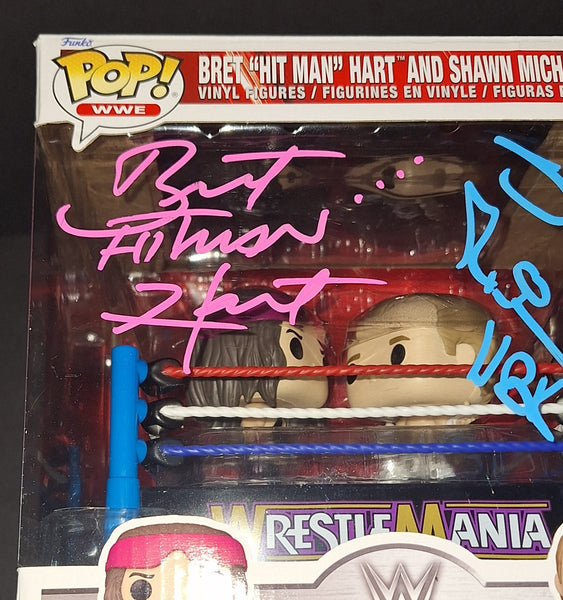 Funko
POP!
WWE
BRET "HIT MAN" HART™ AND SHAWN MICH
VINYL FIGURES / FIGURINES EN VINYLE / FIGURAS
Bret
Hitman
Hart
WRESTLEMANIA
W